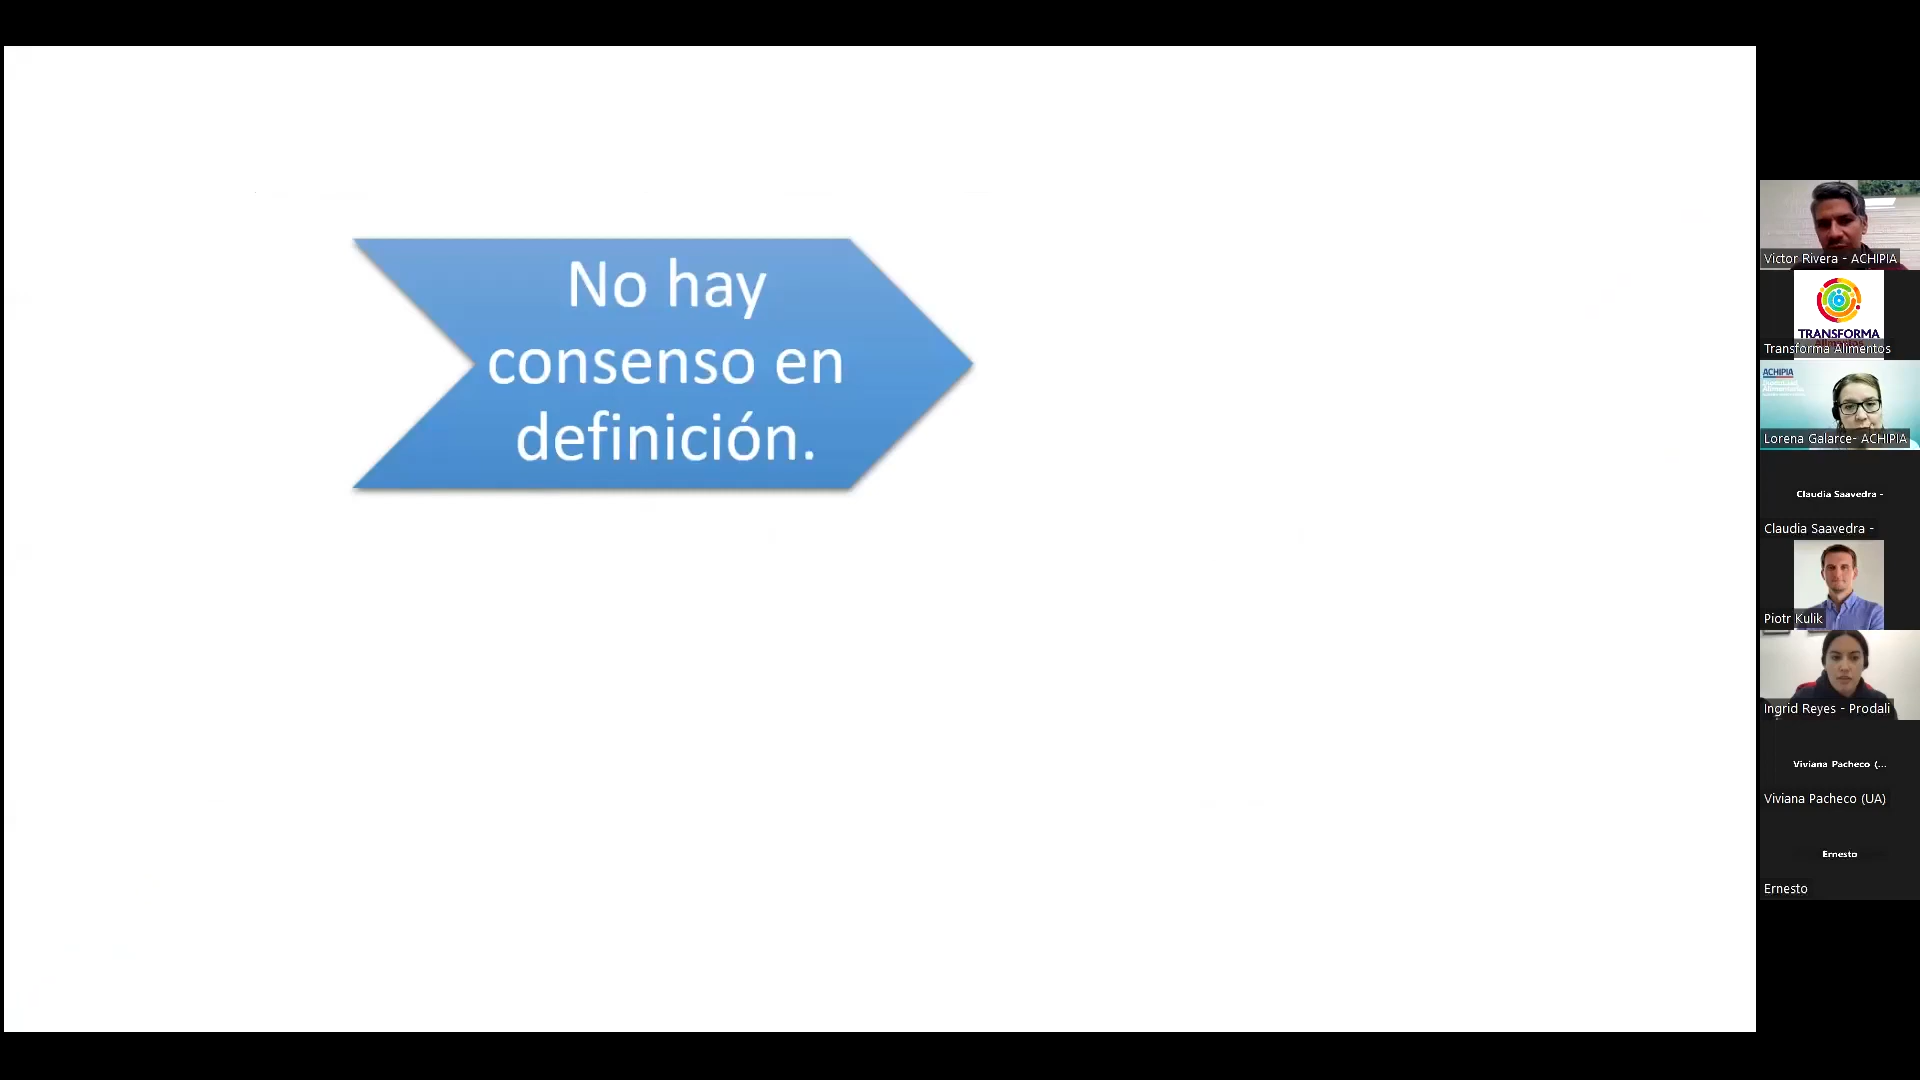 No hay
consenso en
definición.
Victor Rivera - ACHIPIA
TRANSFORMA
Transforma Alimentos
ACHIPIA
Lorena Galarce- ACHIPIA
Claudia Saavedra -
Claudia Saavedra -
Piotr Kulik
Ingrid Reyes - Prodali
Viviana Pacheco (...
Viviana Pacheco (UA)
Ernesto
Ernesto